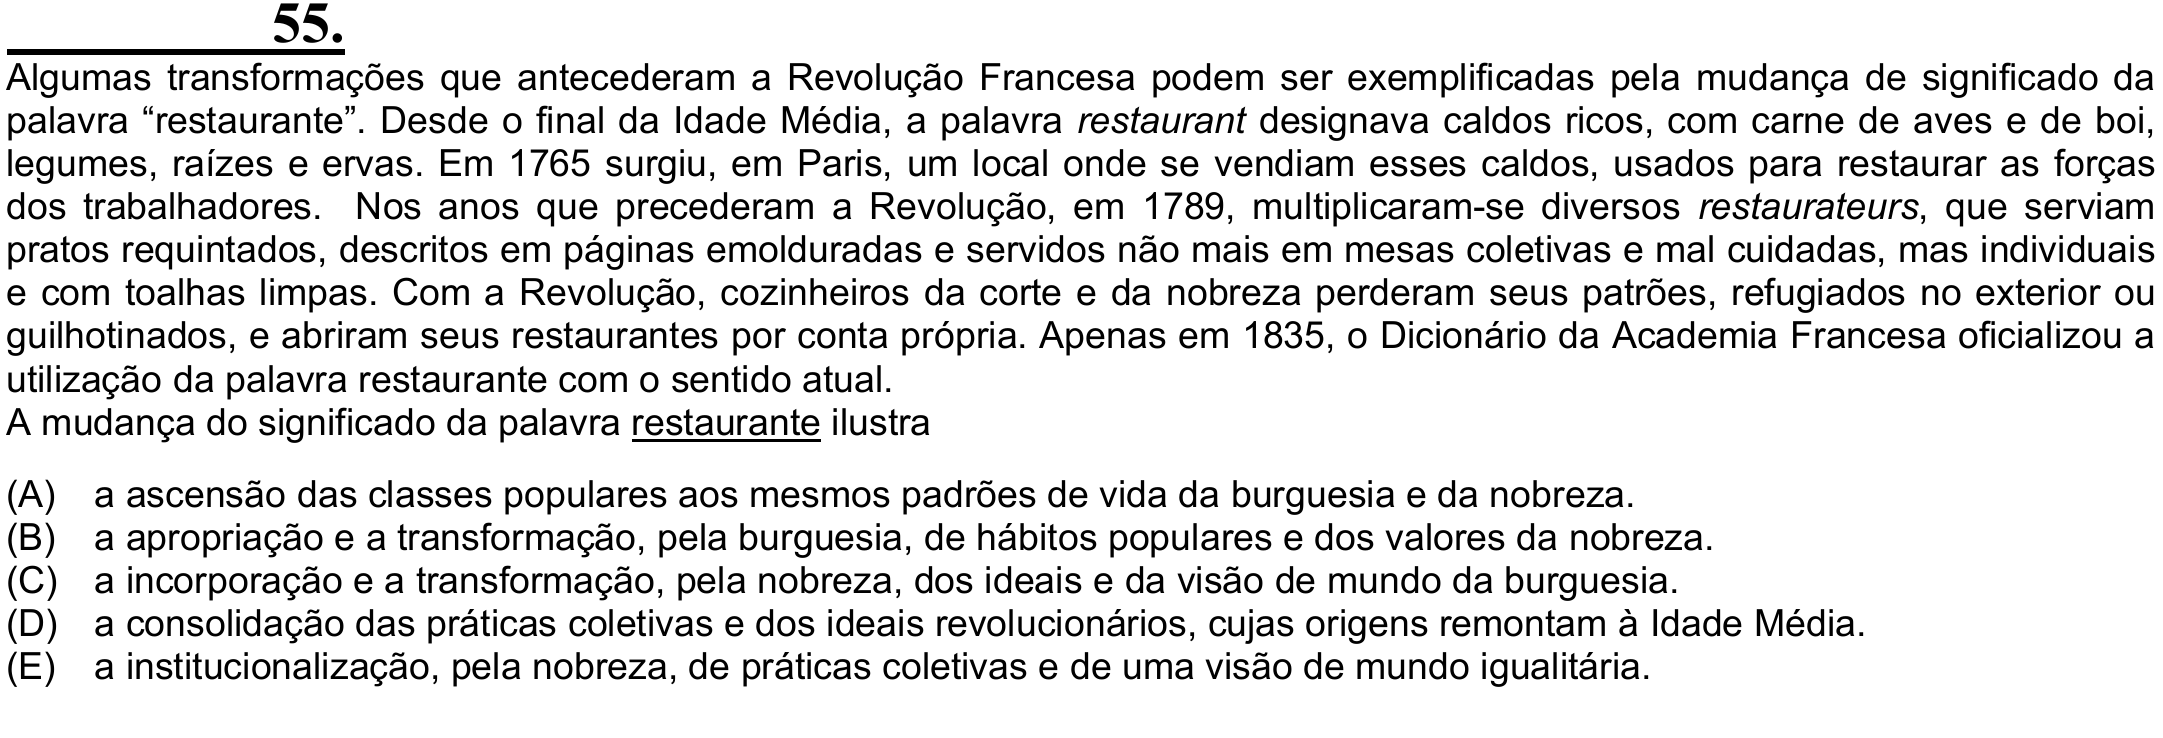 55.
Algumas transformações que antecederam a Revolução Francesa podem ser exemplificadas pela mudança de significado da
palavra “restaurante”. Desde o final da Idade Média, a palavra restaurant designava caldos ricos, com carne de aves e de boi,
legumes, raízes e ervas. Em 1765 surgiu, em Paris, um local onde se vendiam esses caldos, usados para restaurar as forças
dos trabalhadores. Nos anos que precederam a Revolução, em 1789, multiplicaram-se diversos restaurateurs, que serviam
pratos requintados, descritos em páginas emolduradas e servidos não mais em mesas coletivas e mal cuidadas, mas individuais
e com toalhas limpas. Com a Revolução, cozinheiros da corte e da nobreza perderam seus patrões, refugiados no exterior ou
guilhotinados, e abriram seus restaurantes por conta própria. Apenas em 1835, o Dicionário da Academia Francesa oficializou a
utilização da palavra restaurante com o sentido atual.
A mudança do significado da palavra restaurante ilustra
(A) a ascensão das classes populares aos mesmos padrões de vida da burguesia e da nobreza.
(B) a apropriação e a transformação, pela burguesia, de hábitos populares e dos valores da nobreza.
(C) a incorporação e a transformação, pela nobreza, dos ideais e da visão de mundo da burguesia.
(D) a consolidação das práticas coletivas e dos ideais revolucionários, cujas origens remontam à Idade Média.
(E) a institucionalização, pela nobreza, de práticas coletivas e de uma visão de mundo igualitária.